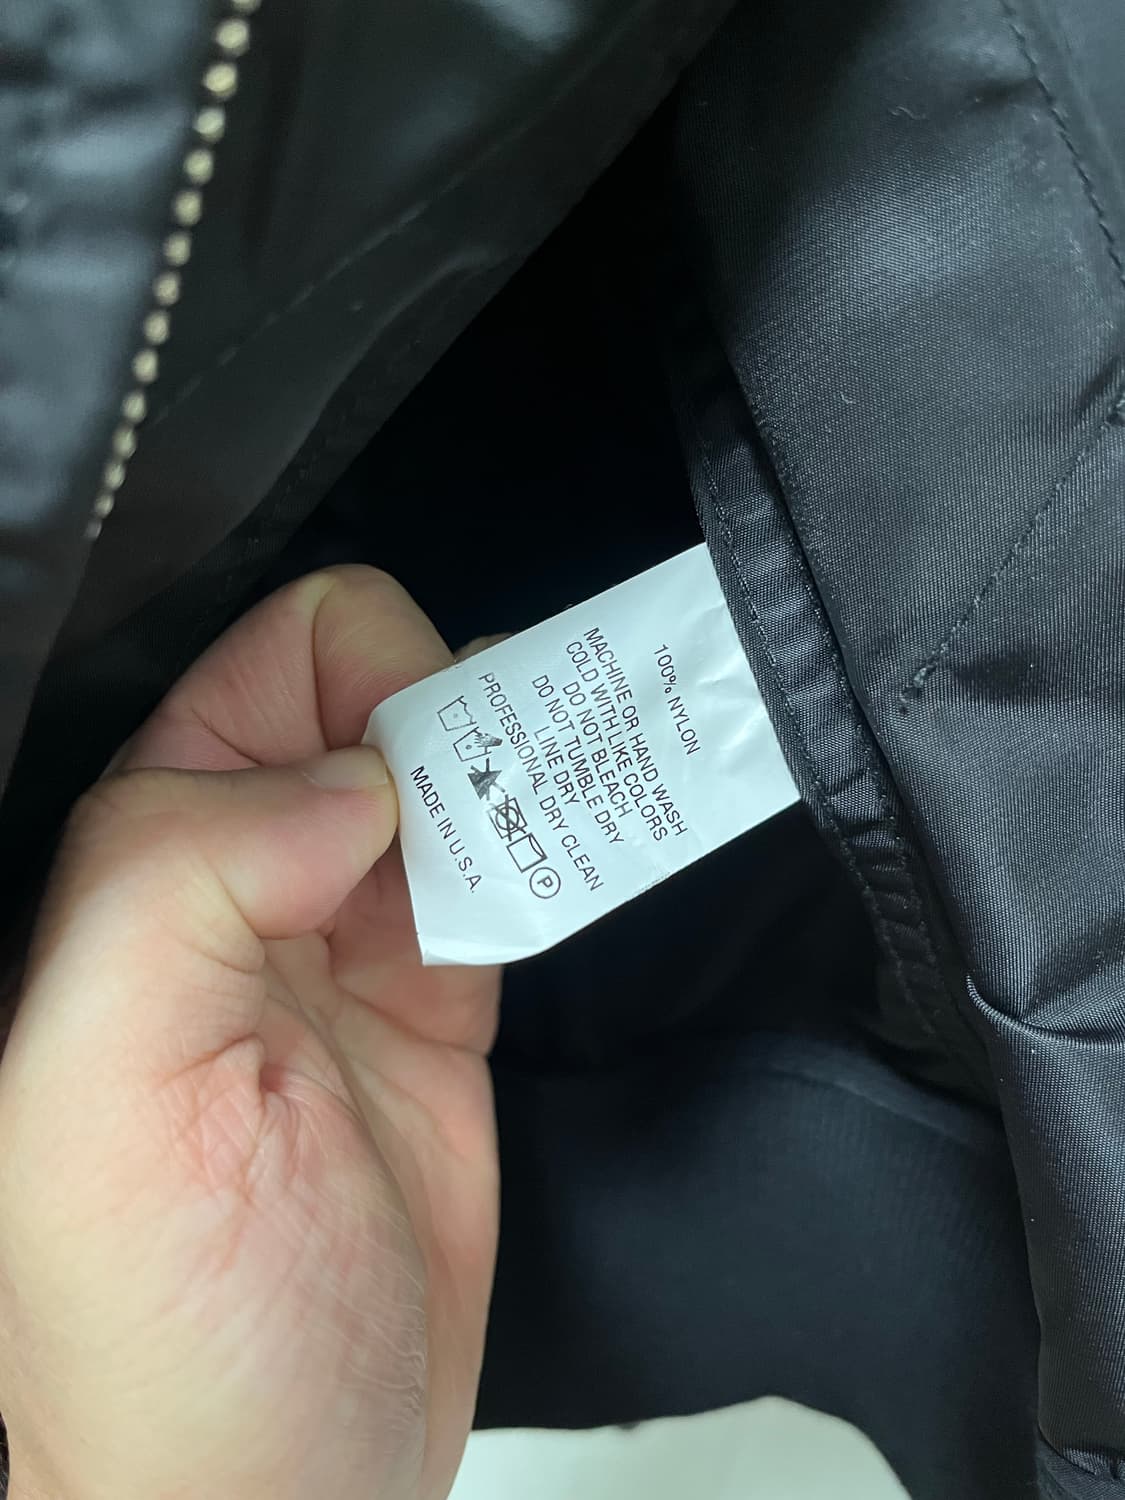 100% NYLON
MACHINE OR HAND WASH
COLD WITH LIKE COLORS
DO NOT BLEACH
DO NOT TUMBLE DRY
LINE DRY
PROFESSIONAL DRY CLEAN
P
MADE IN U.S.A.